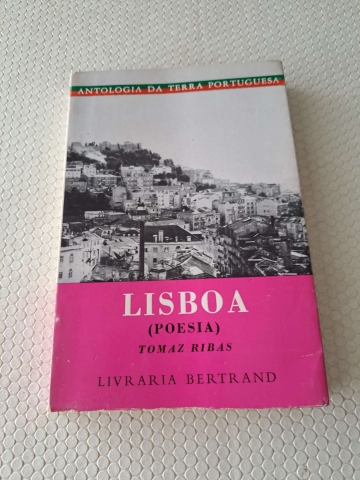 ANTOLOGIA DA TERRA PORTUGUESA
LISBOA
(POESIA)
TOMAZ RIBAS
LIVRARIA BERTRAND